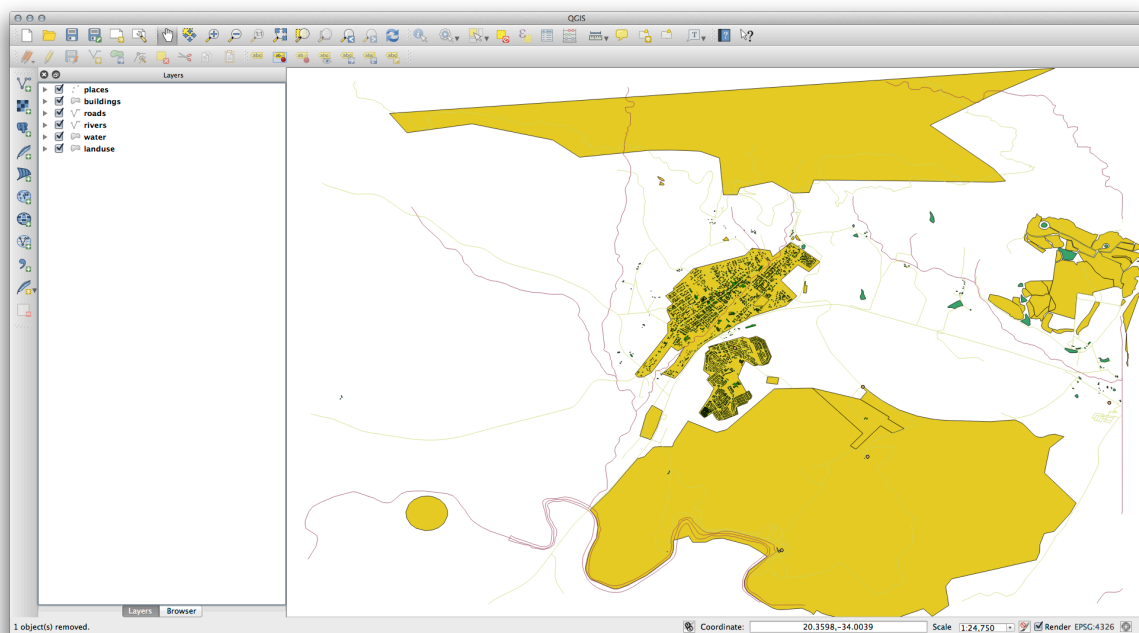 QGIS
Layers
places
buildings
roads
rivers
water
landuse
Layers Browser
1 object(s) removed. Coordinate: 20.3598,-34.0039 Scale 1:24,750 Render EPSG:4326